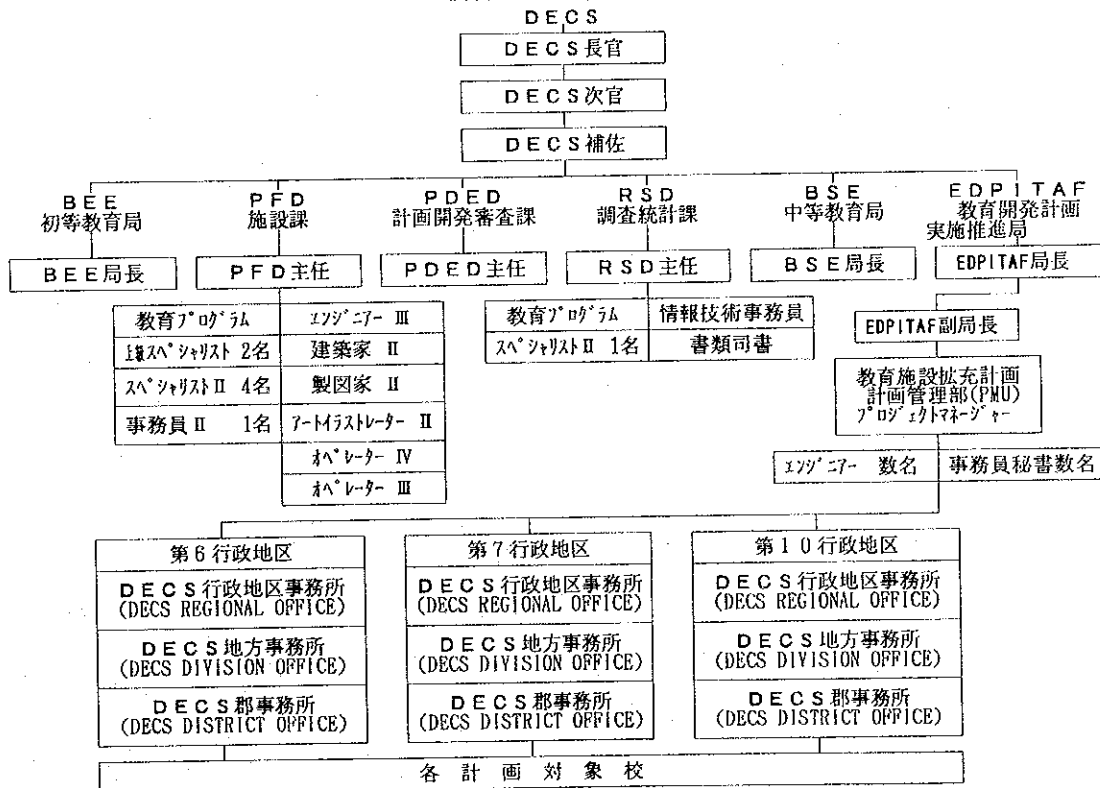 DECS
DECS長官
DECS次官
DECS補佐
BEE
初等教育局
PFD
施設課
PDED
計画開発審査課
RSD
調査統計課
BSE
中等教育局
EDPITAF
教育開発計画
実施推進局
BEE局長
PFD主任
PDED主任
RSD主任
BSE局長
EDPITAF局長
教育プログラム
上級スペシャリスト 2名
スペシャリストⅡ 4名
事務員Ⅱ 1名
エンジニアー Ⅲ
建築家 Ⅱ
製図家 Ⅱ
アートイラストレーター Ⅱ
オペレーター Ⅳ
オペレーター Ⅲ
教育プログラム
スペシャリストⅡ 1名
情報技術事務員
書類司書
EDPITAF副局長
教育施設拡充計画
計画管理部(PMU)
プロジェクトマネージャー
エンジニアー 数名
事務員秘書数名
第6行政地区
DECS行政地区事務所
(DECS REGIONAL OFFICE)
DECS地方事務所
(DECS DIVISION OFFICE)
DECS郡事務所
(DECS DISTRICT OFFICE)
第7行政地区
DECS行政地区事務所
(DECS REGIONAL OFFICE)
DECS地方事務所
(DECS DIVISION OFFICE)
DECS郡事務所
(DECS DISTRICT OFFICE)
第10行政地区
DECS行政地区事務所
(DECS REGIONAL OFFICE)
DECS地方事務所
(DECS DIVISION OFFICE)
DECS郡事務所
(DECS DISTRICT OFFICE)
各計画対象校